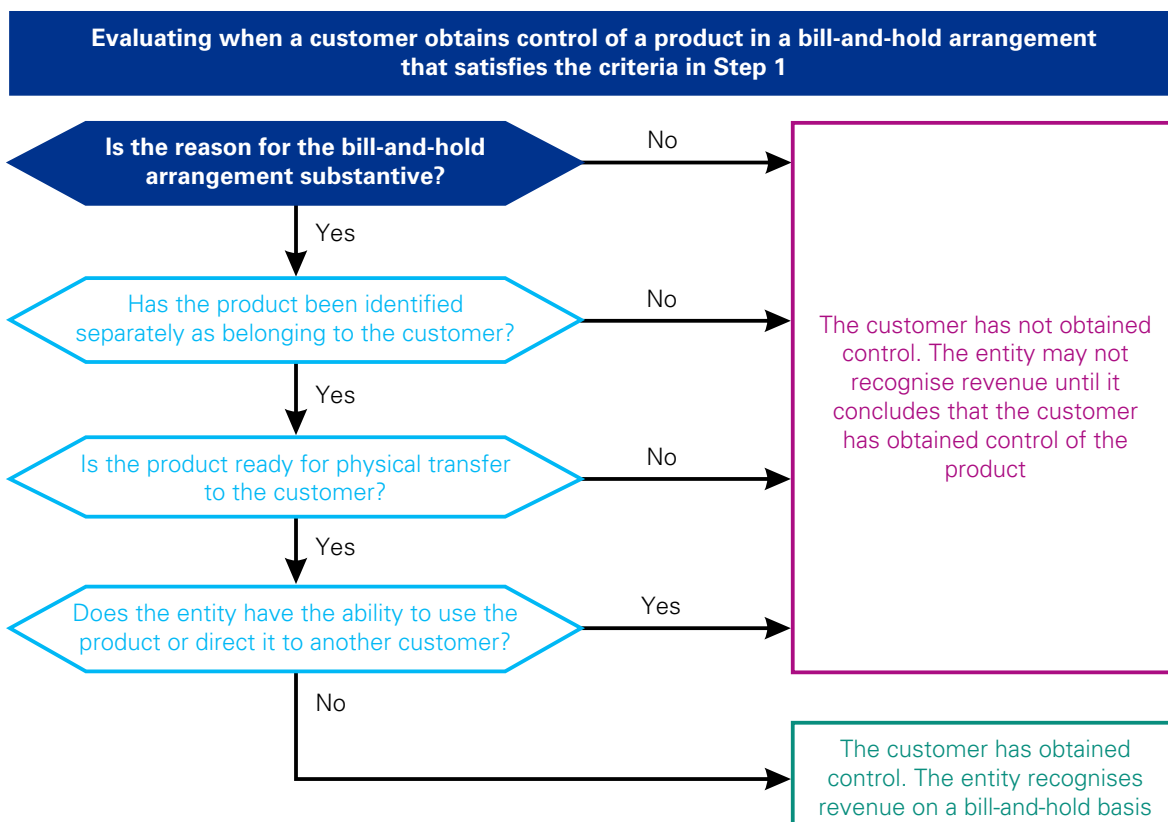 Evaluating when a customer obtains control of a product in a bill-and-hold arrangement
that satisfies the criteria in Step 1
Is the reason for the bill-and-hold
arrangement substantive?
No
Yes
Has the product been identified
separately as belonging to the customer?
No
Yes
Is the product ready for physical transfer
to the customer?
No
Yes
Does the entity have the ability to use the
product or direct it to another customer?
Yes
No
The customer has not obtained
control. The entity may not
recognise revenue until it
concludes that the customer
has obtained control of the
product
The customer has obtained
control. The entity recognises
revenue on a bill-and-hold basis